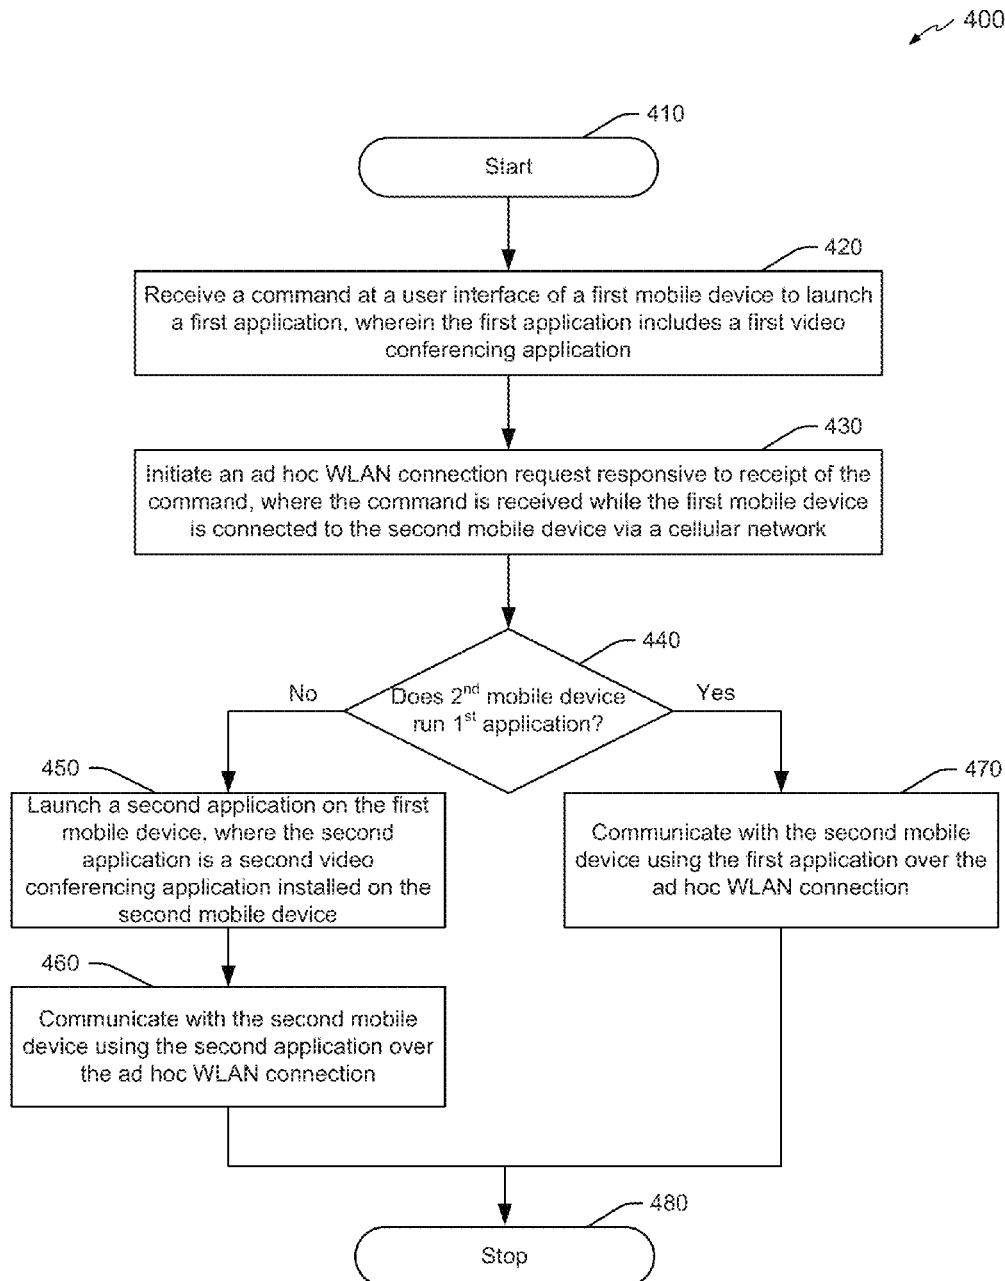 400
410
Start
420
Receive a command at a user interface of a first mobile device to launch
a first application, wherein the first application includes a first video
conferencing application
430
Initiate an ad hoc WLAN connection request responsive to receipt of the
command, where the command is received while the first mobile device
is connected to the second mobile device via a cellular network
440
Does 2nd mobile device
run 1st application?
No
Yes
450
Launch a second application on the first
mobile device, where the second
application is a second video
conferencing application installed on the
second mobile device
470
Communicate with the second mobile
device using the first application over the
ad hoc WLAN connection
460
Communicate with the second mobile
device using the second application over
the ad hoc WLAN connection
480
Stop